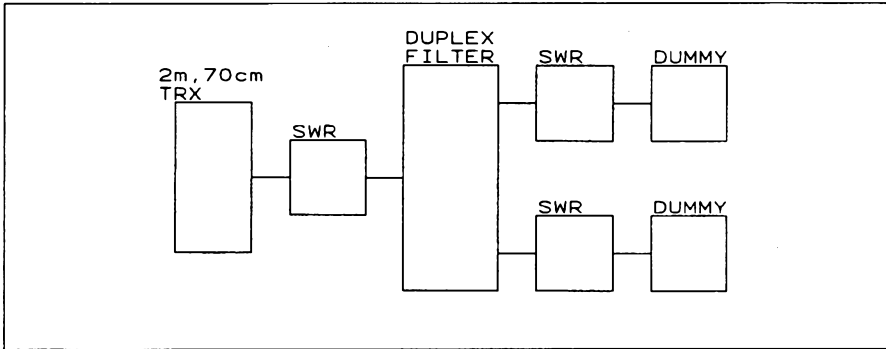 DUPLEX
FILTER
SWR
DUMMY
2m, 70cm
TRX
SWR
SWR
DUMMY